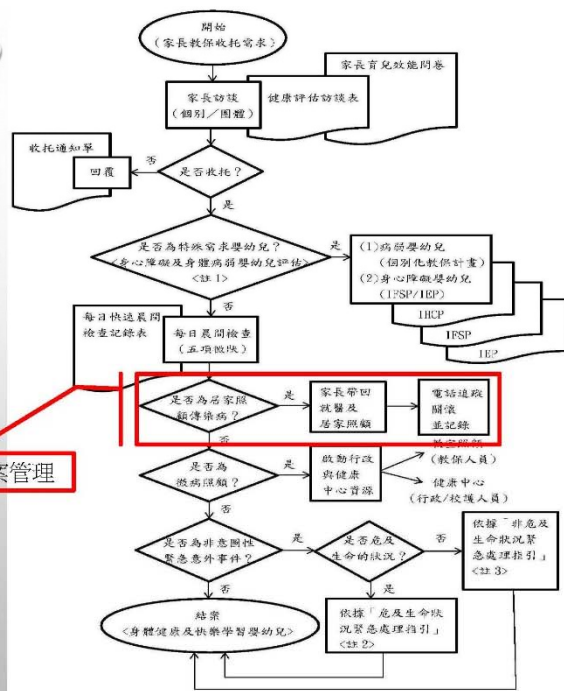 開始
(家長教保收托需求)
家長育兒效能問卷
家長訪談
(個別/團體)
健康評估訪談表
收托通知單
回覆
否
是否收托？
是
是否為特殊需求嬰幼兒？
<身心障礙及身體病弱嬰幼兒評估>
<註1>
是
(1)病弱嬰幼兒
(個別化教保計畫)
(2)身心障礙嬰幼兒
(IFSP/IEP)
IHCP
IFSP
IEP
否
每日快速晨間
檢查記錄表
每日晨間檢查
(五項徵狀)
是否為居家照
顧傳染病？
是
家長帶回
就醫及
居家照顧
電話追蹤
關懷
並記錄
否
案管理
是否為
微病照顧？
是
啟動行政
與健康
中心資源
(教保人員)
健康中心
(行政/校護人員)
否
是否為非意圖性
緊急意外事件？
是
是否危及
生命的狀況？
否
依據「非危及
生命狀況緊
急處理指引」
<註3>
否
是
結案
<身體健康及快樂學習嬰幼兒>
依據「危及生命狀
況緊急處理指引」
<註2>